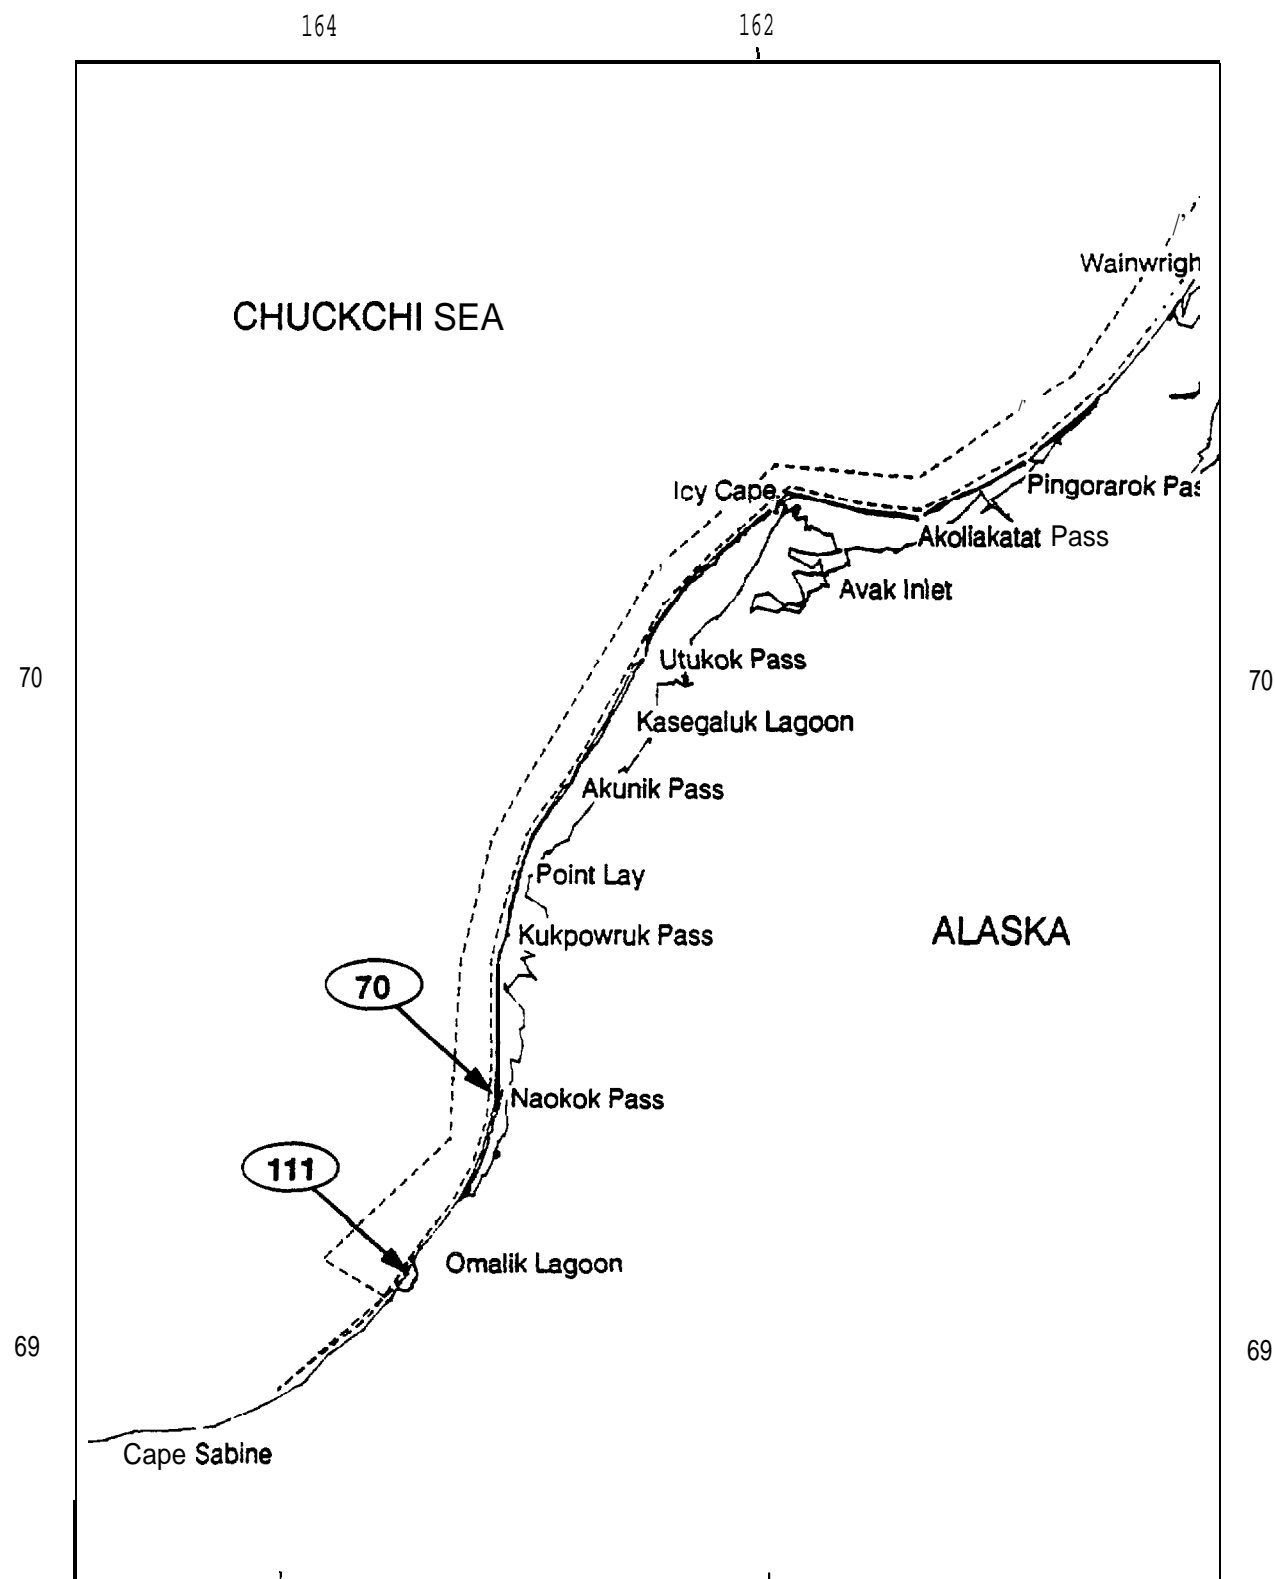 164
162
Wainwrigh
CHUCKCHI SEA
Icy Cape
Pingorarok Pas
Akoliakatat Pass
Avak Inlet
Utukok Pass
70
70
Kasegaluk Lagoon
Akunik Pass
Point Lay
ALASKA
Kukpowruk Pass
70
Naokok Pass
111
Omalik Lagoon
69
69
Cape Sabine